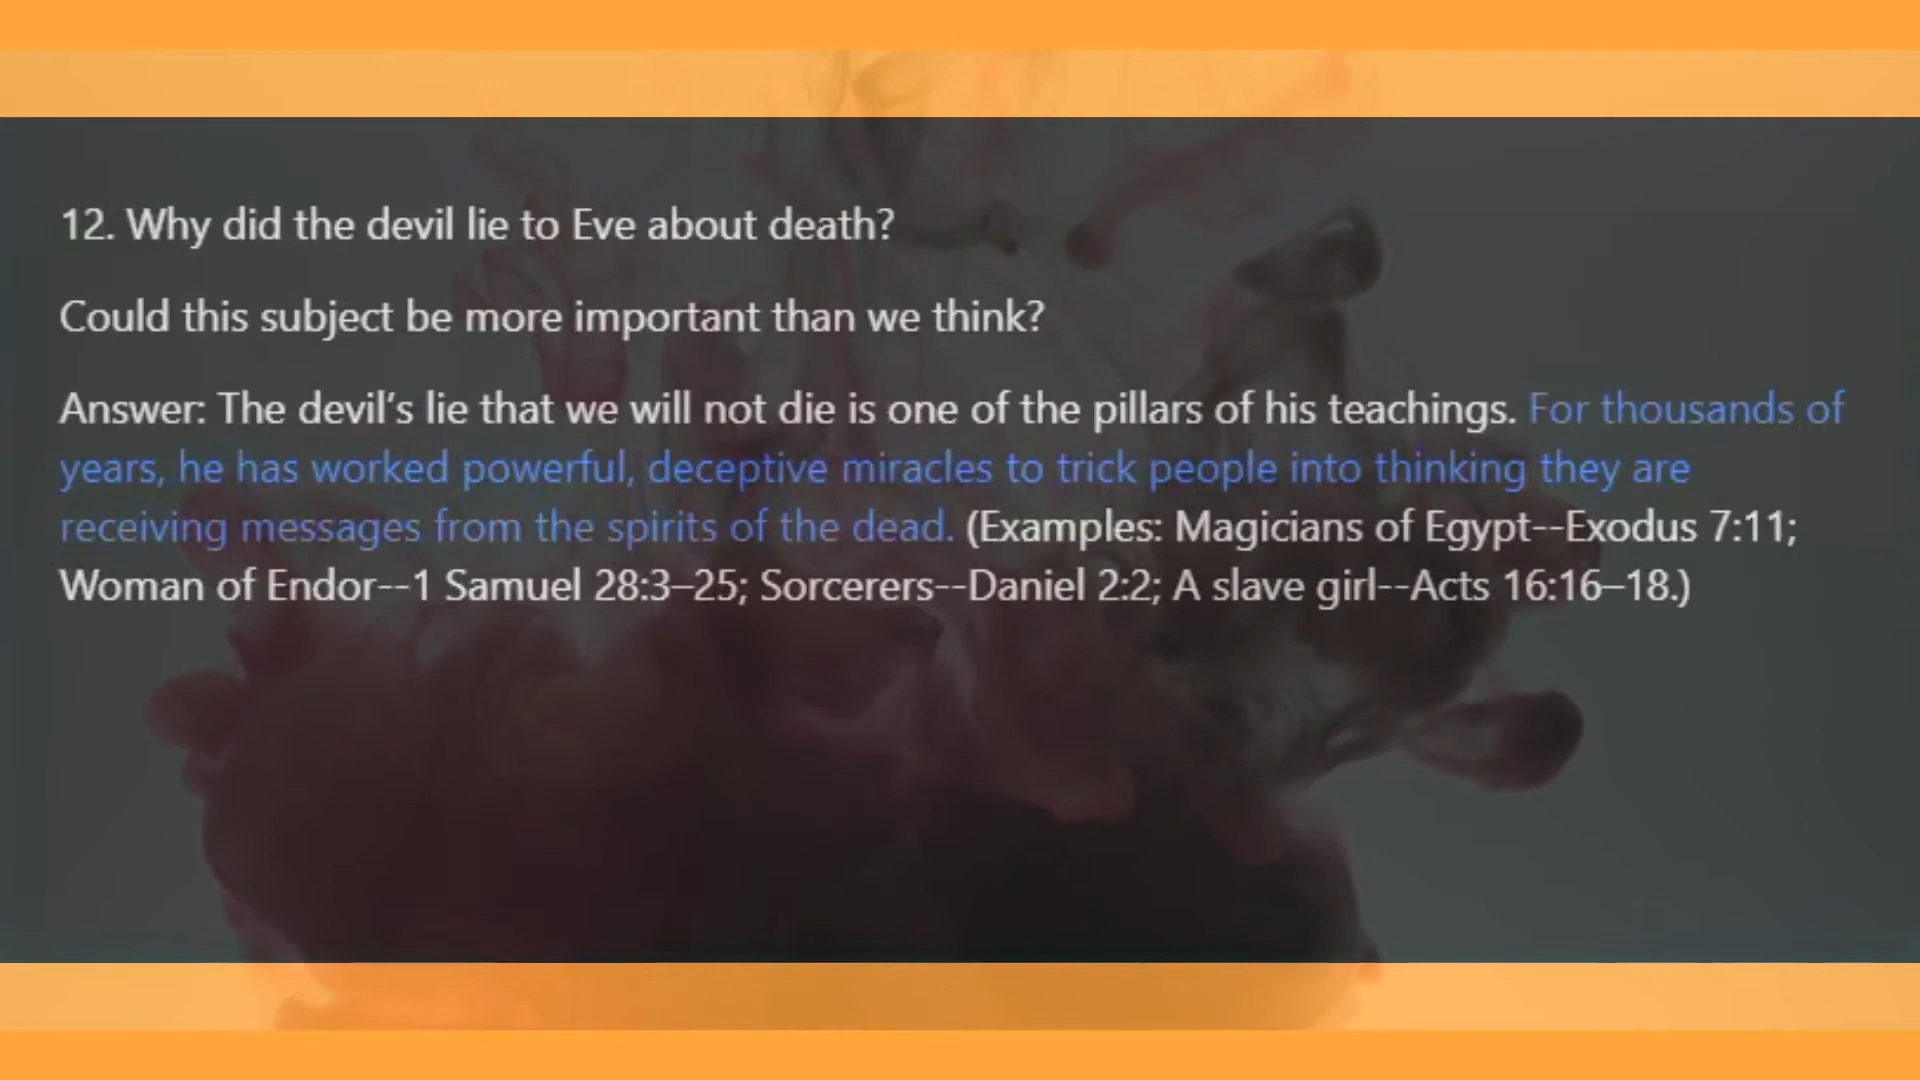 12. Why did the devil lie to Eve about death?
Could this subject be more important than we think?
Answer: The devil’s lie that we will not die is one of the pillars of his teachings. For thousands of
years, he has worked powerful, deceptive miracles to trick people into thinking they are
receiving messages from the spirits of the dead. (Examples: Magicians of Egypt--Exodus 7:11;
Woman of Endor--1 Samuel 28:3–25; Sorcerers--Daniel 2:2; A slave girl--Acts 16:16–18.)